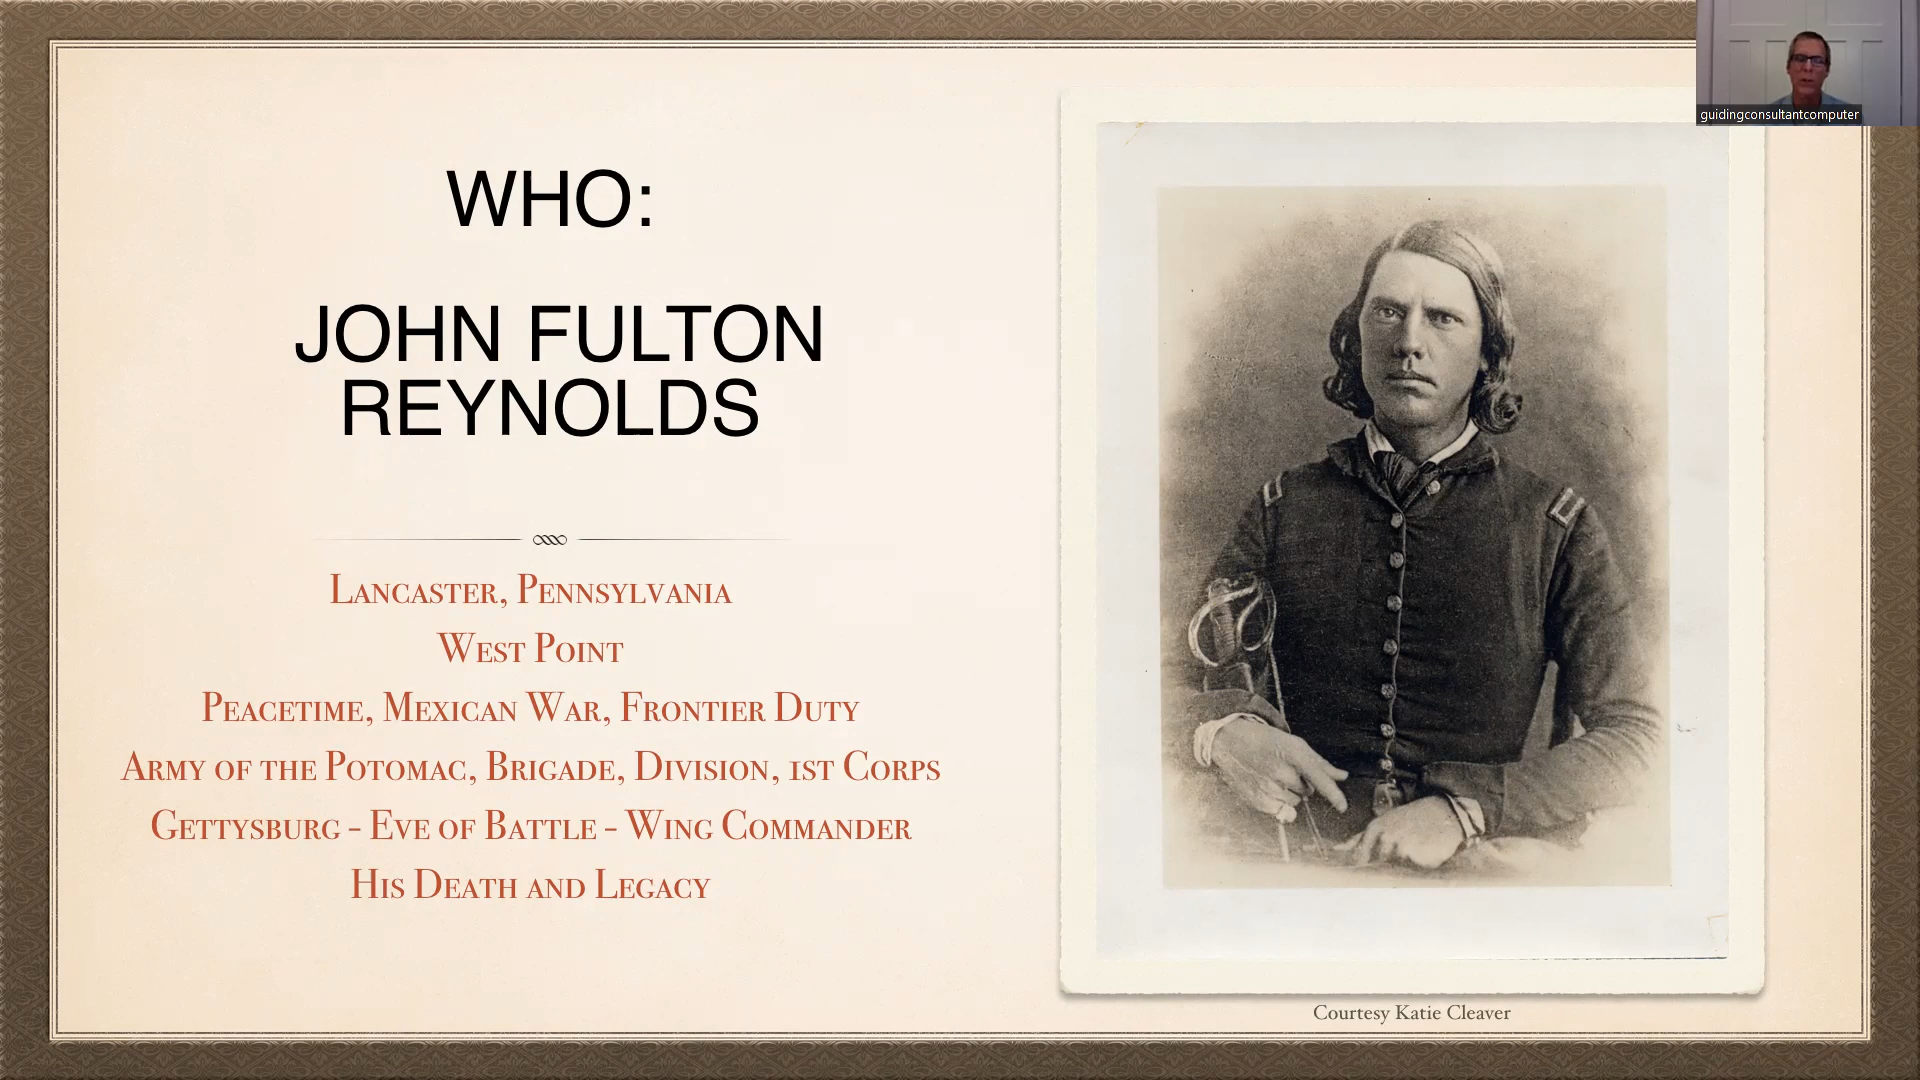 guidingconsultantcomputer
WHO:
JOHN FULTON
REYNOLDS
Lancaster, Pennsylvania
West Point
Peacetime, Mexican War, Frontier Duty
Army of the Potomac, Brigade, Division, 1st Corps
Gettysburg - Eve of Battle - Wing Commander
His Death and Legacy
Courtesy Katie Cleaver